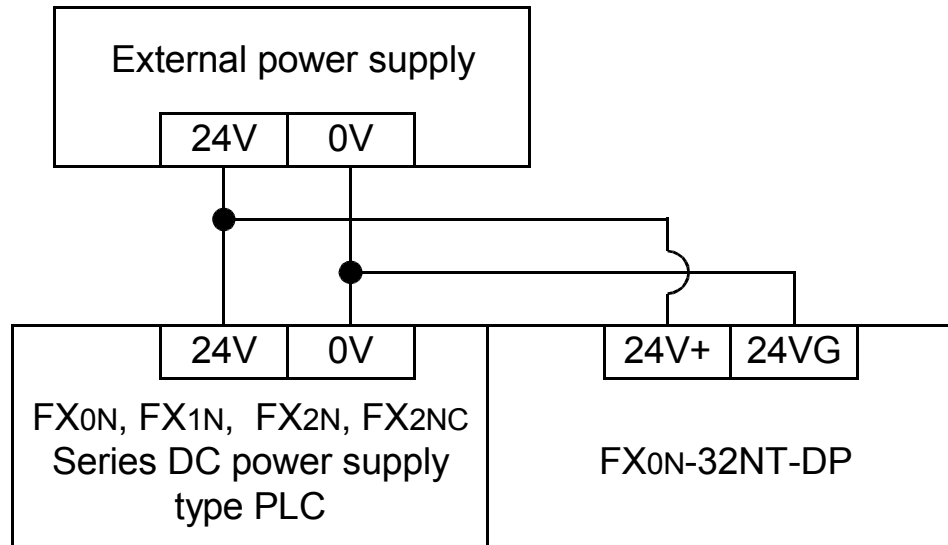 External power supply
24V 0V
24V 0V 24V+ 24VG
FX0N, FX1N, FX2N, FX2NC
Series DC power supply
type PLC
FX0N-32NT-DP